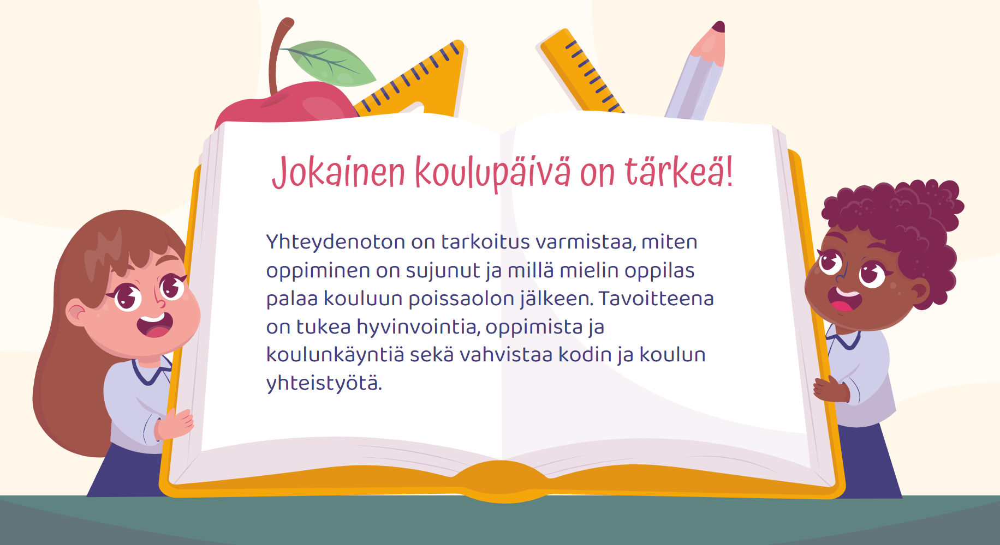 Jokainen koulupäivä on tärkeä!
Yhteydenoton on tarkoitus varmistaa, miten
oppiminen on sujunut ja millä mielin oppilas
palaa kouluun poissaolon jälkeen. Tavoitteena
on tukea hyvinvointia, oppimista ja
koulunkäyntiä sekä vahvistaa kodin ja koulun
yhteistyötä.